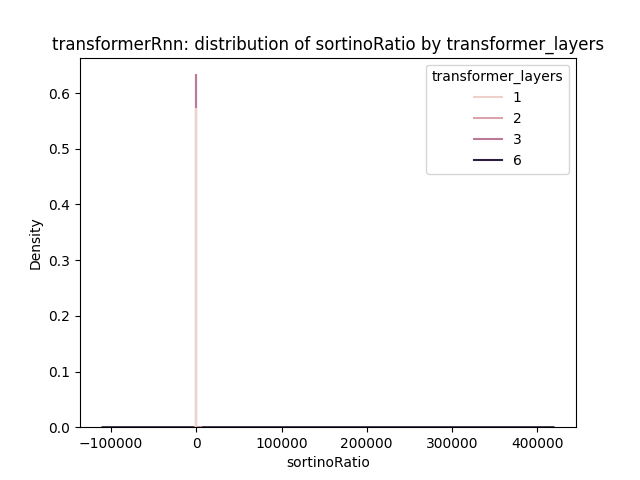 transformerRnn: distribution of sortinoRatio by transformer_layers
transformer_layers
1
2
3
6
Density
0.6
0.5
0.4
0.3
0.2
0.1
0.0
−100000 0 100000 200000 300000 400000
sortinoRatio